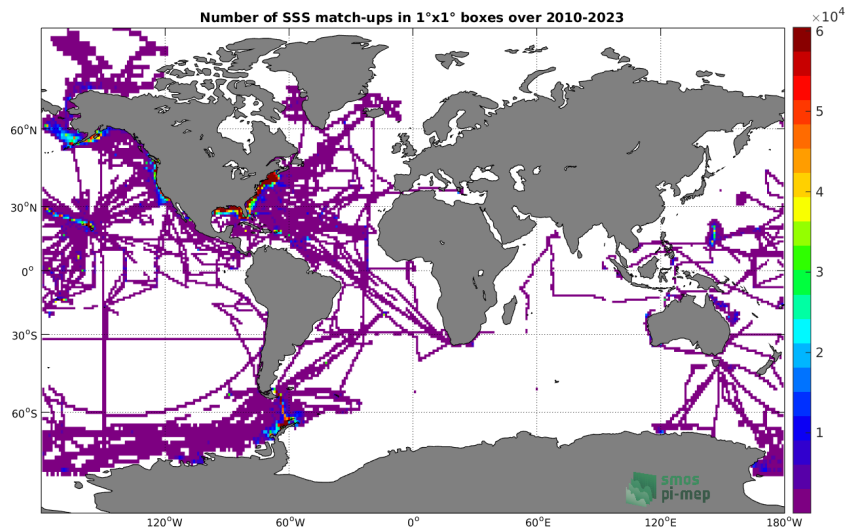 Number of SSS match-ups in 1°x1° boxes over 2010-2023
×10⁴
6
5
4
3
2
1
60°N
30°N
0°
30°S
60°S
120°W
60°W
0°
60°E
120°E
180°W
smos
pi-mep